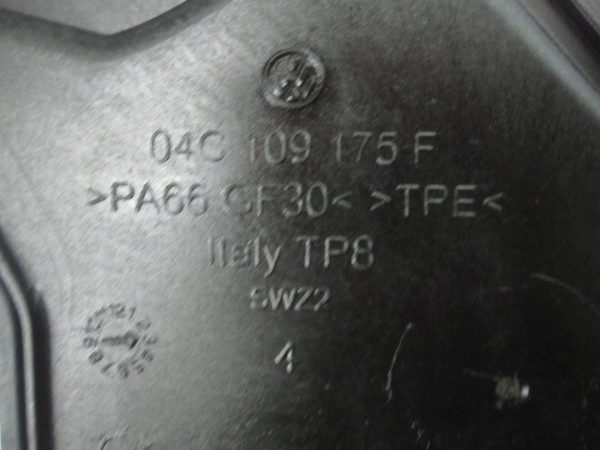 04C 109 175 F
>PA66 GF30< >TPE<
Italy TP8
SWZ2
4